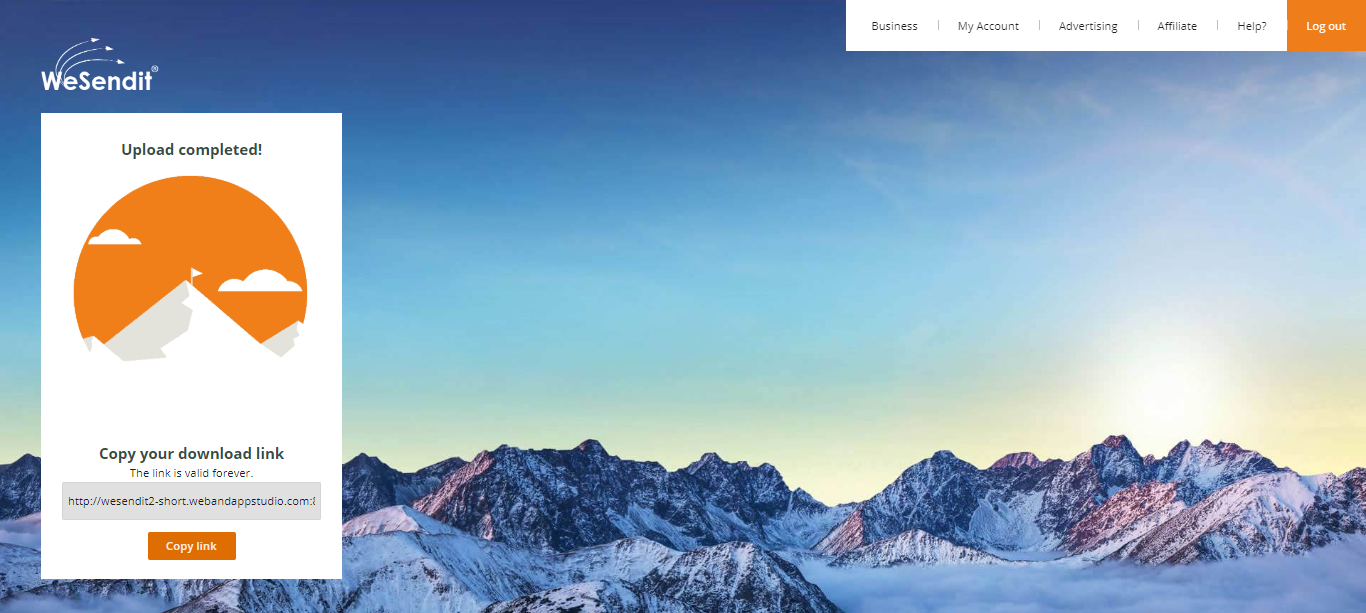 Business
My Account
Advertising
Affiliate
Help?
Log out
WeSendit®
Upload completed!
Copy your download link
The link is valid forever.
http://wesendit2-short.webandappstudio.com:
Copy link